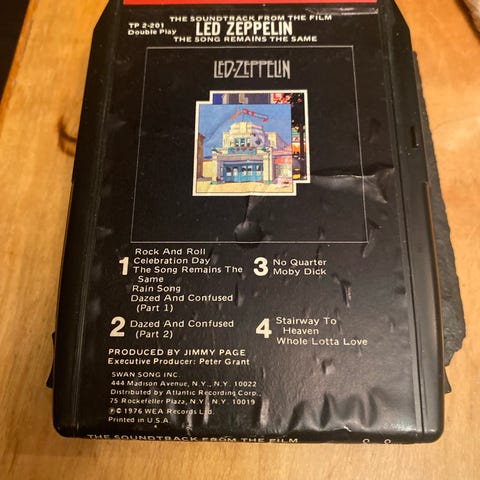 THE SOUNDTRACK FROM THE FILM
TP 2-201
Double Play
LED ZEPPELIN
THE SONG REMAINS THE SAME
LED-ZEPPELIN
1
Rock And Roll
Celebration Day
The Song Remains The
Same
Rain Song
Dazed And Confused
(Part 1)
2 Dazed And Confused
(Part 2)
3 No Quarter
Moby Dick
4 Stairway To
Heaven
Whole Lotta Love
PRODUCED BY JIMMY PAGE
Executive Producer: Peter Grant
SWAN SONG INC.
444 Madison Avenue, N.Y., N.Y. 10022
Distributed by Atlantic Recording Corp.,
75 Rockefeller Plaza, N.Y., N.Y. 10019
℗ © 1976 WEA Records Ltd.
Printed in U.S.A.
THE SOUNDTRACK FROM THE FILM